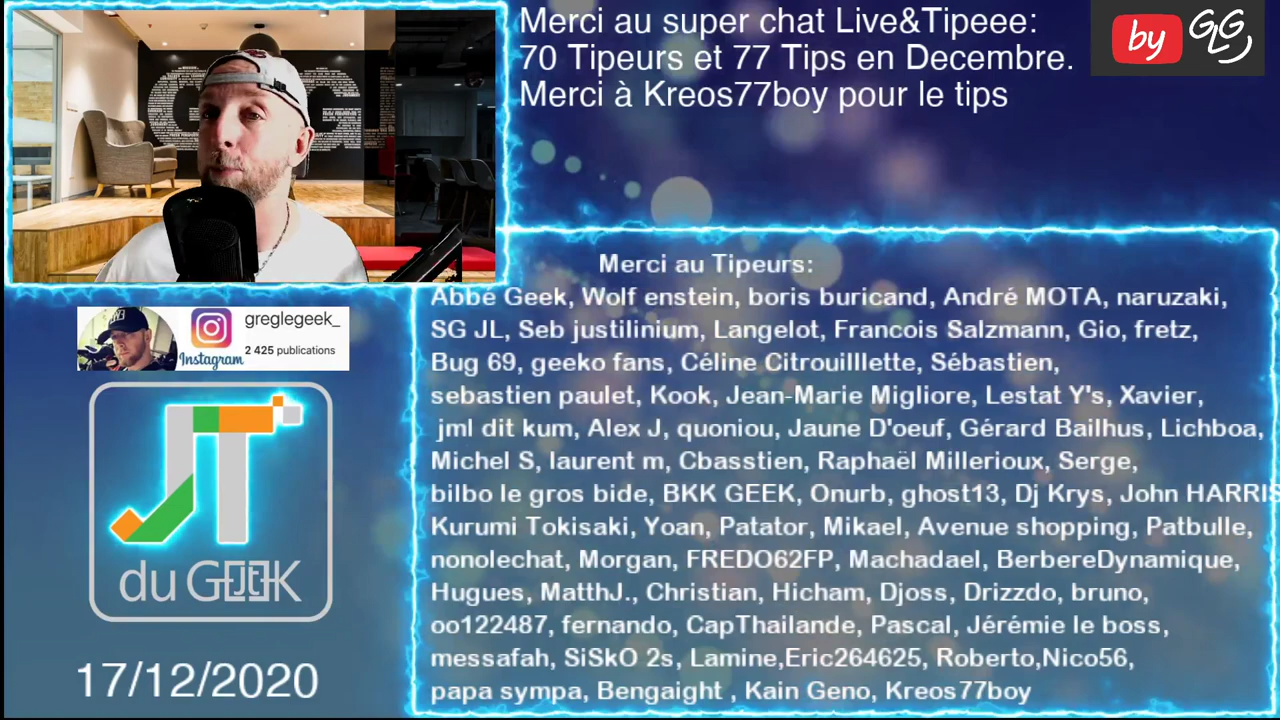 Merci au super chat Live&Tipeee:
70 Tipeurs et 77 Tips en Decembre.
Merci à Kreos77boy pour le tips
by GLG
Merci au Tipeurs:
Abbé Geek, Wolf enstein, boris buricand, André MOTA, naruzaki,
SG JL, Seb justilinium, Langelot, Francois Salzmann, Gio, fretz,
Bug 69, geeko fans, Céline Citrouilllette, Sébastien,
sebastien paulet, Kook, Jean-Marie Migliore, Lestat Y's, Xavier,
jml dit kum, Alex J, quoniou, Jaune D'oeuf, Gérard Bailhus, Lichboa,
Michel S, laurent m, Cbasstien, Raphaël Millerioux, Serge,
bilbo le gros bide, BKK GEEK, Onurb, ghost13, Dj Krys, John HARRIS
Kurumi Tokisaki, Yoan, Patator, Mikael, Avenue shopping, Patbulle,
nonolechat, Morgan, FREDO62FP, Machadael, BerbereDynamique,
Hugues, MatthJ., Christian, Hicham, Djoss, Drizzdo, bruno,
oo122487, fernando, CapThailande, Pascal, Jérémie le boss,
messafah, SiSkO 2s, Lamine,Eric264625, Roberto,Nico56,
papa sympa, Bengaight , Kain Geno, Kreos77boy
greglegeek_
Instagram
2 425 publications
JT
du GEEK
17/12/2020